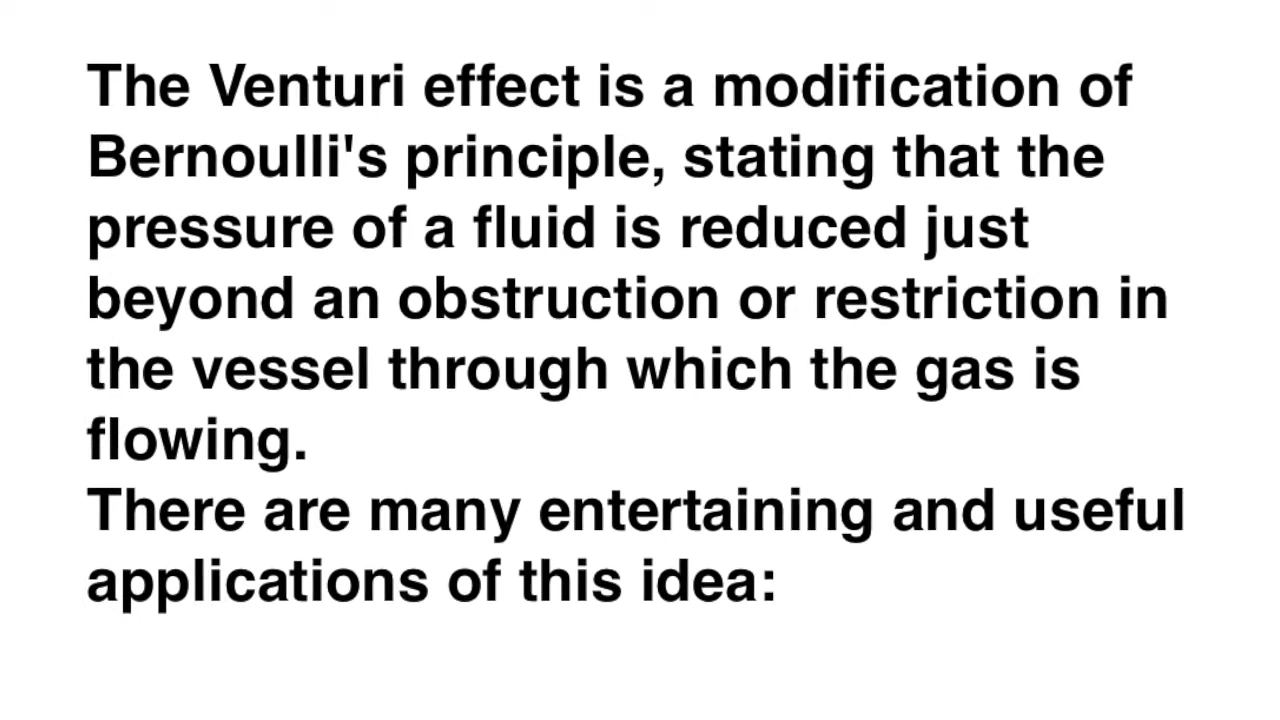 The Venturi effect is a modification of
Bernoulli's principle, stating that the
pressure of a fluid is reduced just
beyond an obstruction or restriction in
the vessel through which the gas is
flowing.
There are many entertaining and useful
applications of this idea: